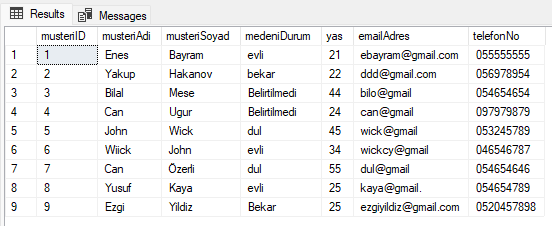 Results Messages
musteriID musteriAdi musteriSoyad medeniDurum yas emailAdres telefonNo
1 1 Enes Bayram evli 21 ebayram@gmail.com 055555555
2 2 Yakup Hakanov bekar 22 ddd@gmail.com 056978954
3 3 Bilal Mese Belirtilmedi 44 bilo@gmail 054654654
4 4 Can Ugur Belirtilmedi 24 can@gmail 097979879
5 5 John Wick dul 45 wick@gmail 053245789
6 6 Wiick John evli 34 wickcy@gmail 046546787
7 7 Can Özerli dul 55 dul@gmail 054654646
8 8 Yusuf Kaya evli 25 kaya@gmail. 054654789
9 9 Ezgi Yildiz Bekar 25 ezgiyildiz@gmail.com 0520457898